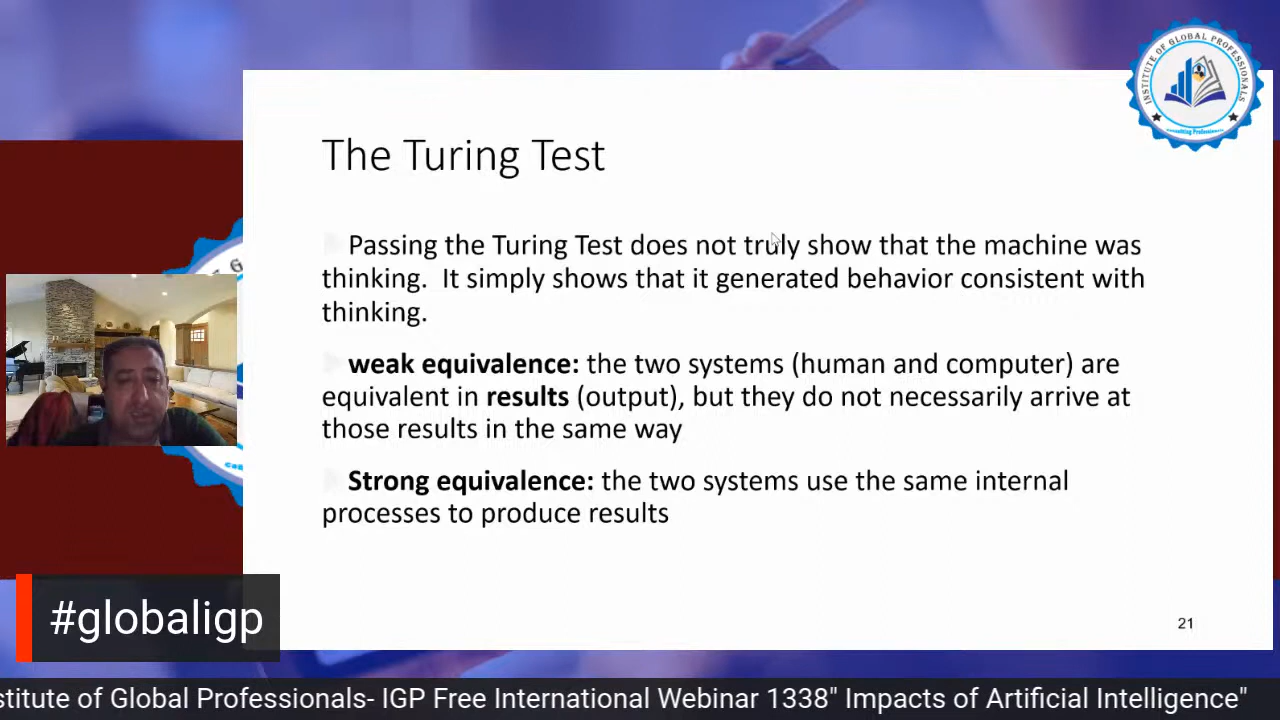 INSTITUTE OF GLOBAL PROFESSIONALS
The Turing Test
Passing the Turing Test does not truly show that the machine was
thinking.  It simply shows that it generated behavior consistent with
thinking.
weak equivalence: the two systems (human and computer) are
equivalent in results (output), but they do not necessarily arrive at
those results in the same way
Strong equivalence: the two systems use the same internal
processes to produce results
#globaligp
21
stitute of Global Professionals- IGP Free International Webinar 1338" Impacts of Artificial Intelligence"